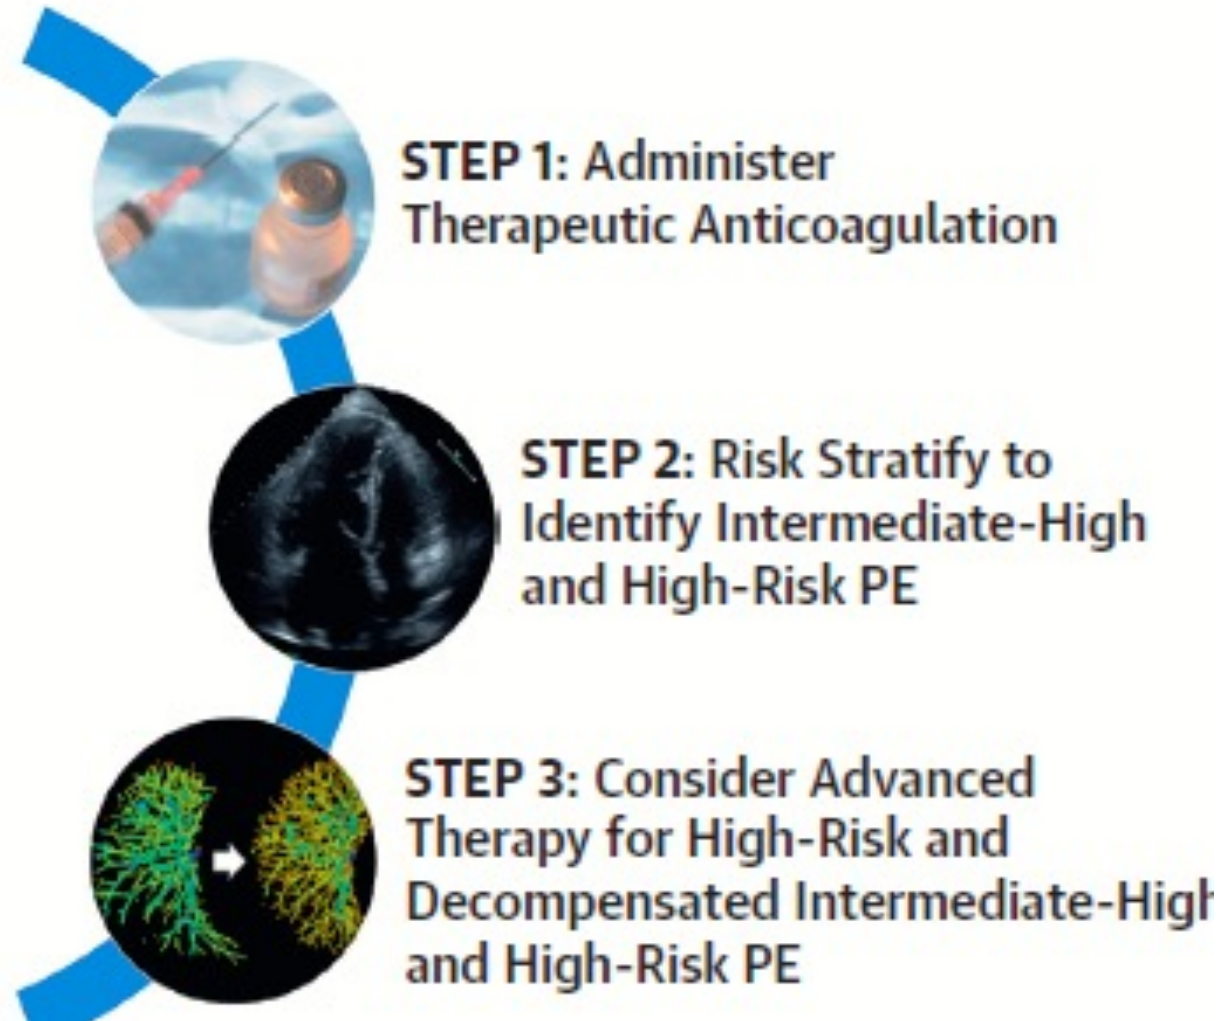 STEP 1: Administer
Therapeutic Anticoagulation
STEP 2: Risk Stratify to
Identify Intermediate-High
and High-Risk PE
STEP 3: Consider Advanced
Therapy for High-Risk and
Decompensated Intermediate-High
and High-Risk PE